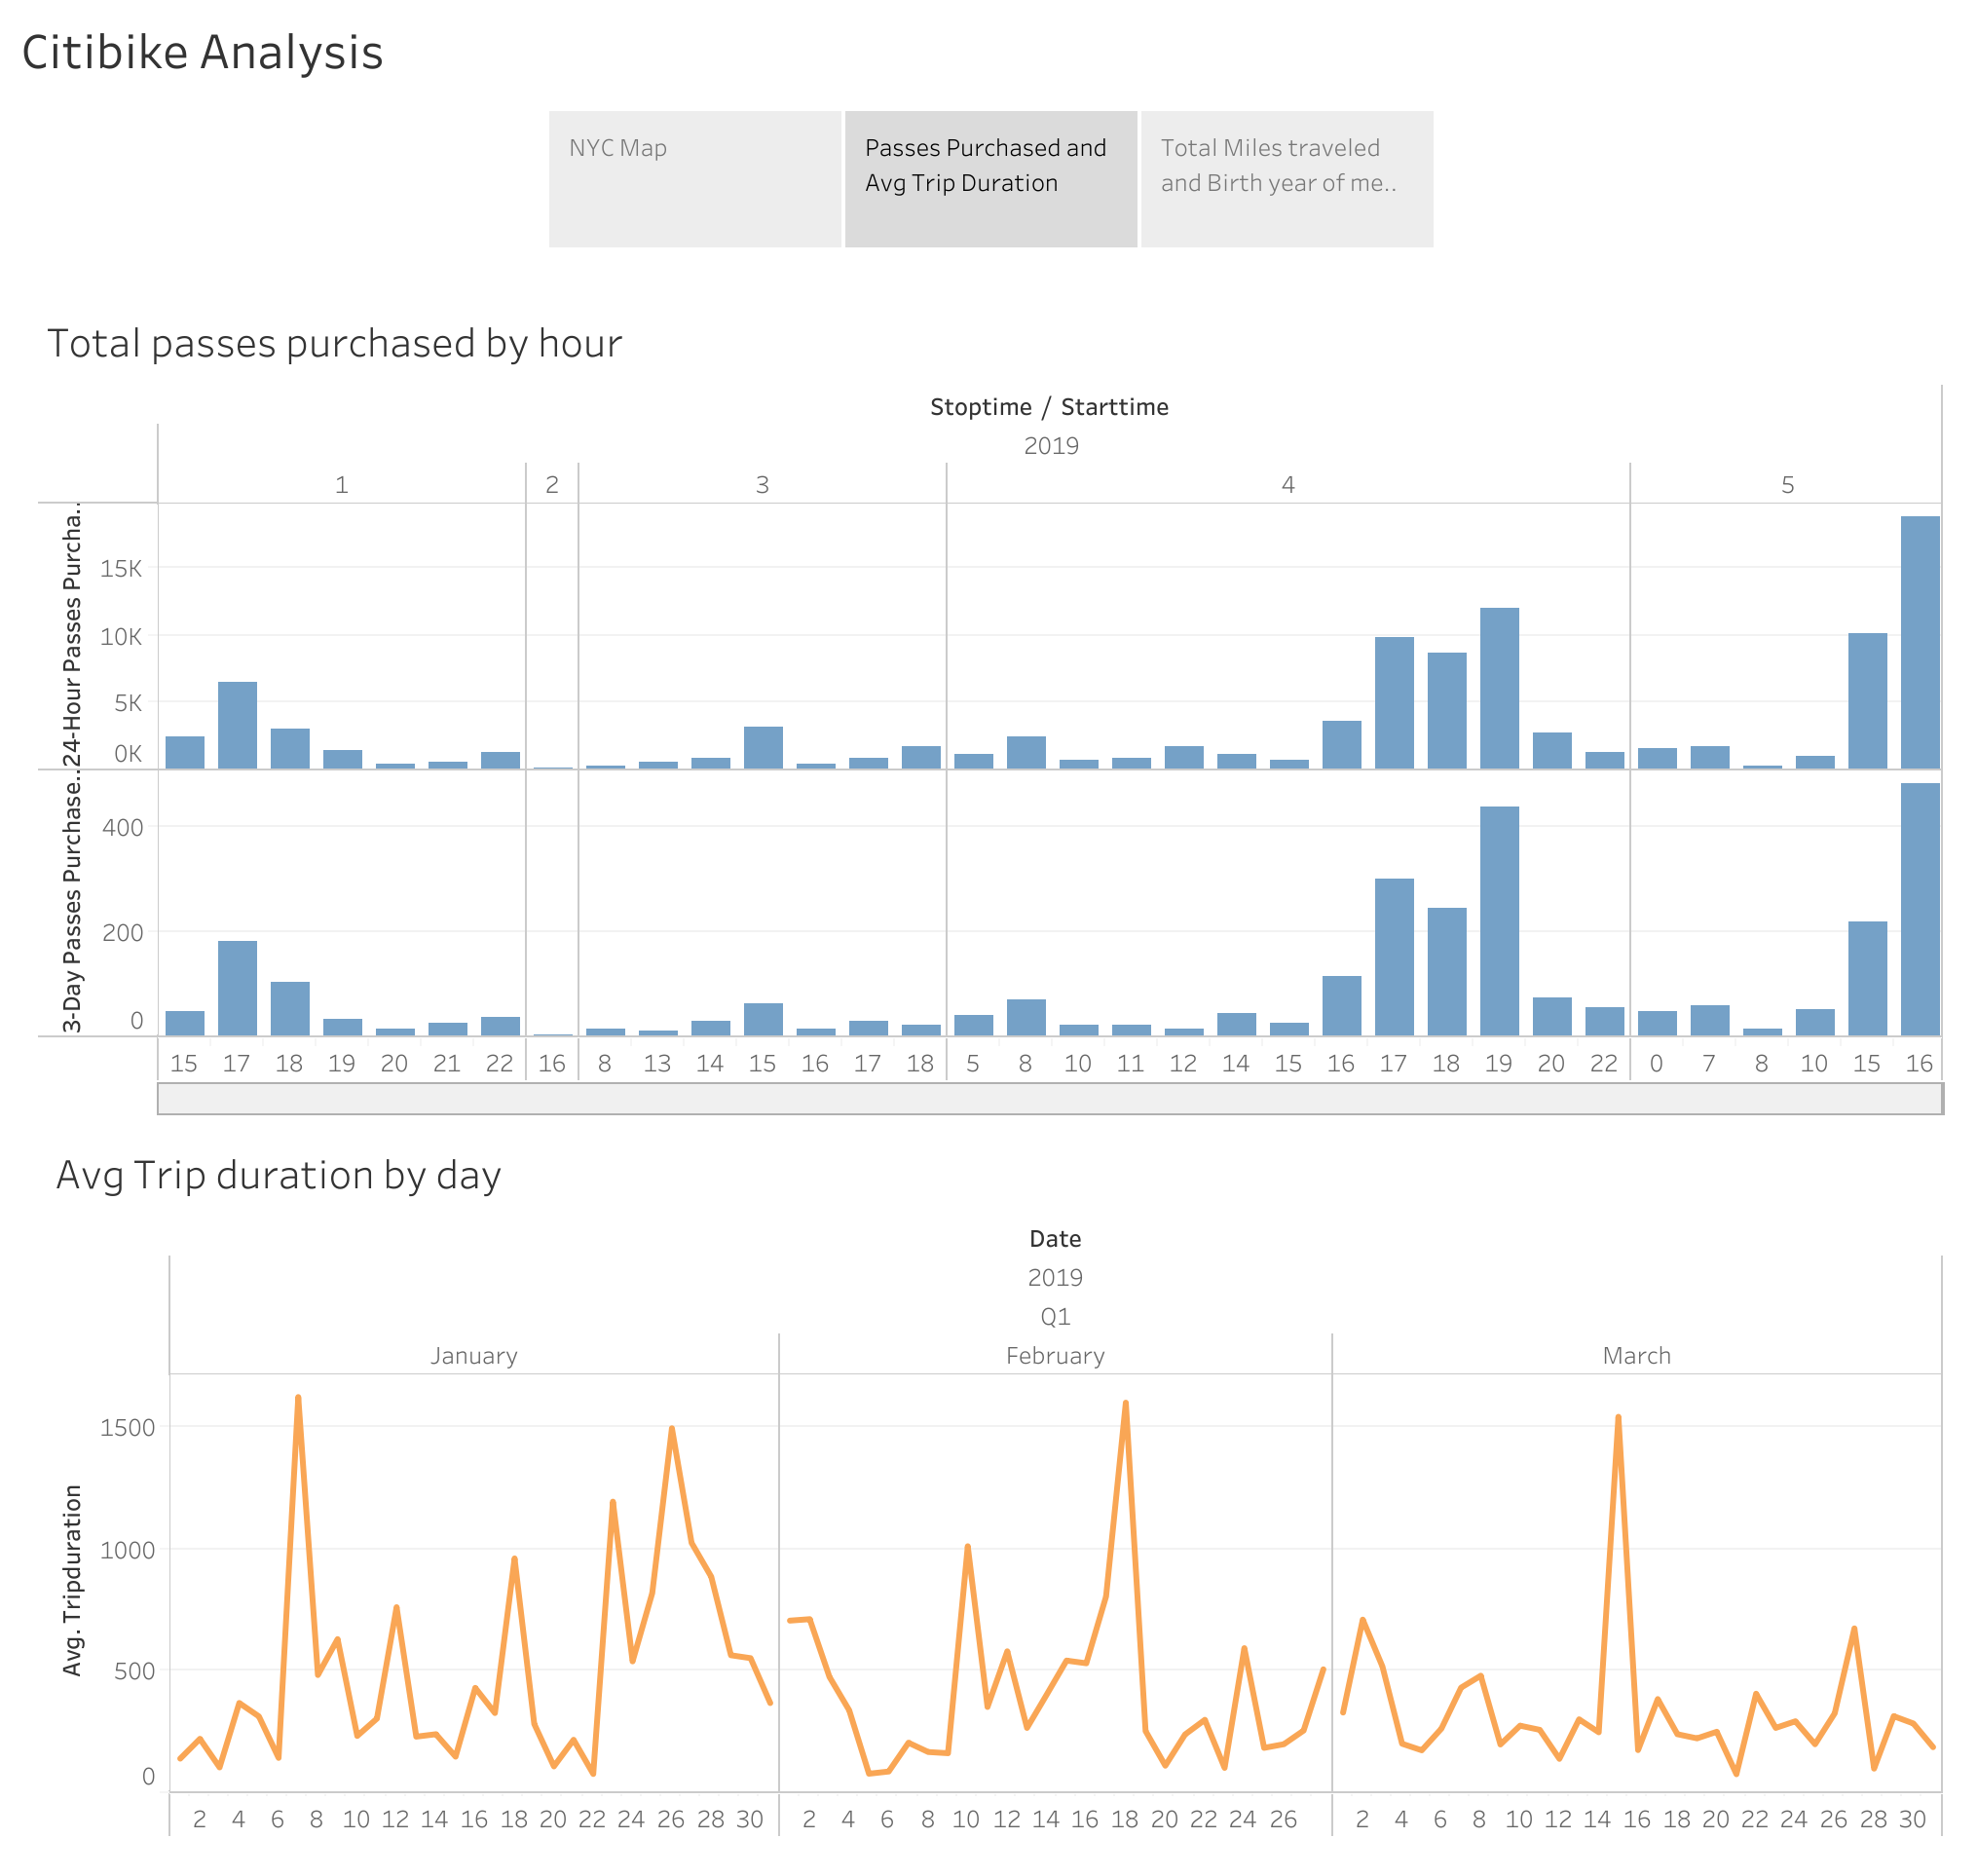 Citibike Analysis
NYC Map
Passes Purchased and
Avg Trip Duration
Total Miles traveled
and Birth year of me..
Total passes purchased by hour
Stoptime / Starttime
2019
1 2 3 4 5
24-Hour Passes Purcha..
15K
10K
5K
0K
3-Day Passes Purchase..
400
200
0
15 17 18 19 20 21 22 16 8 13 14 15 16 17 18 5 8 10 11 12 14 15 16 17 18 19 20 22 0 7 8 10 15 16
Avg Trip duration by day
Date
2019
Q1
January February March
Avg. Tripduration
1500
1000
500
0
2 4 6 8 10 12 14 16 18 20 22 24 26 28 30 2 4 6 8 10 12 14 16 18 20 22 24 26 2 4 6 8 10 12 14 16 18 20 22 24 26 28 30